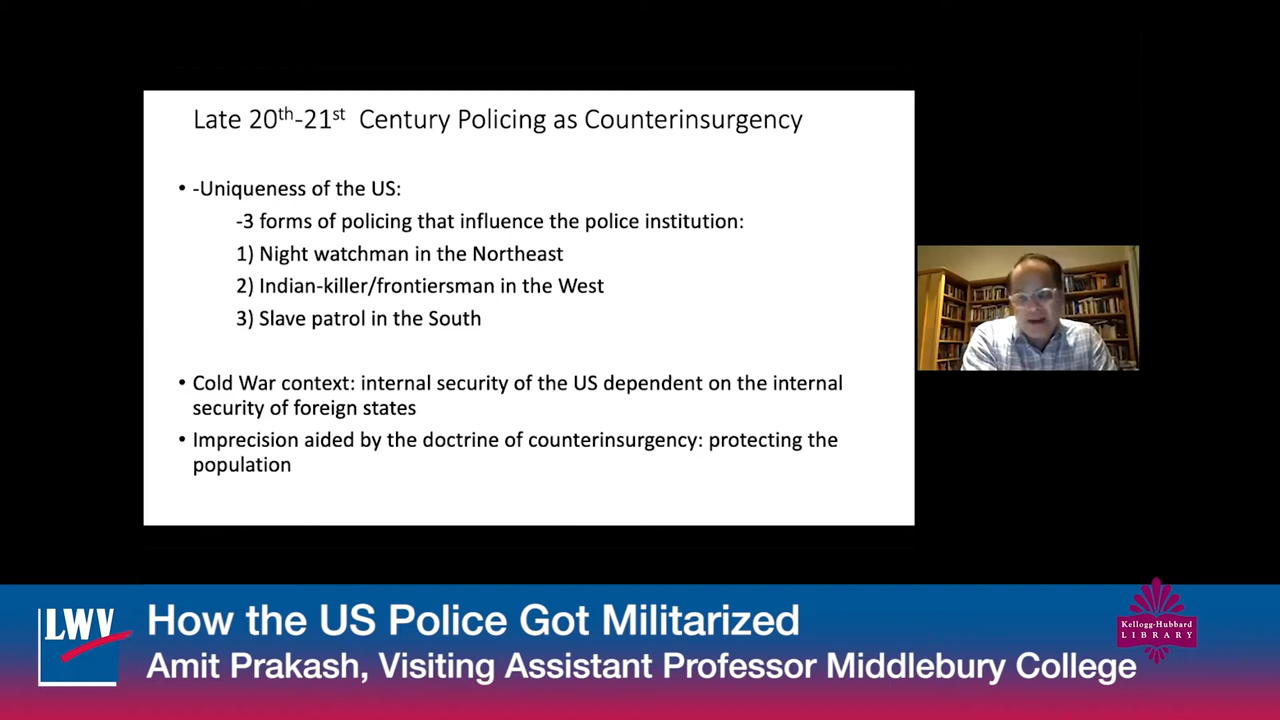 Late 20th-21st Century Policing as Counterinsurgency
• -Uniqueness of the US:
-3 forms of policing that influence the police institution:
1) Night watchman in the Northeast
2) Indian-killer/frontiersman in the West
3) Slave patrol in the South
• Cold War context: internal security of the US dependent on the internal
security of foreign states
• Imprecision aided by the doctrine of counterinsurgency: protecting the
population
LWV
How the US Police Got Militarized
Amit Prakash, Visiting Assistant Professor Middlebury College
Kellogg-Hubbard
LIBRARY